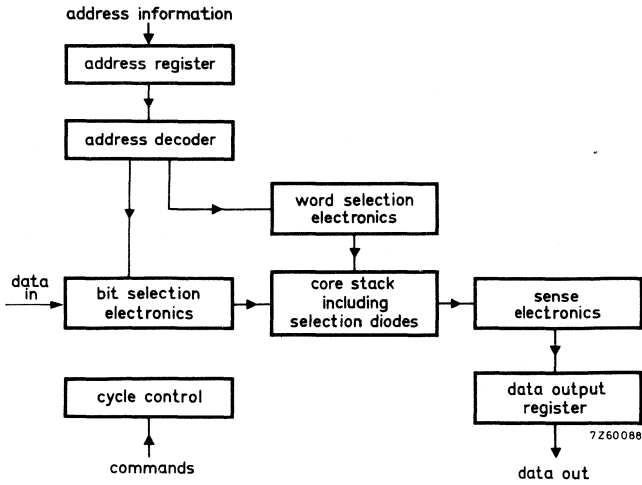 address information
address register
address decoder
word selection
electronics
data
in
bit selection
electronics
core stack
including
selection diodes
sense
electronics
cycle control
data output
register
7Z60088
commands
data out